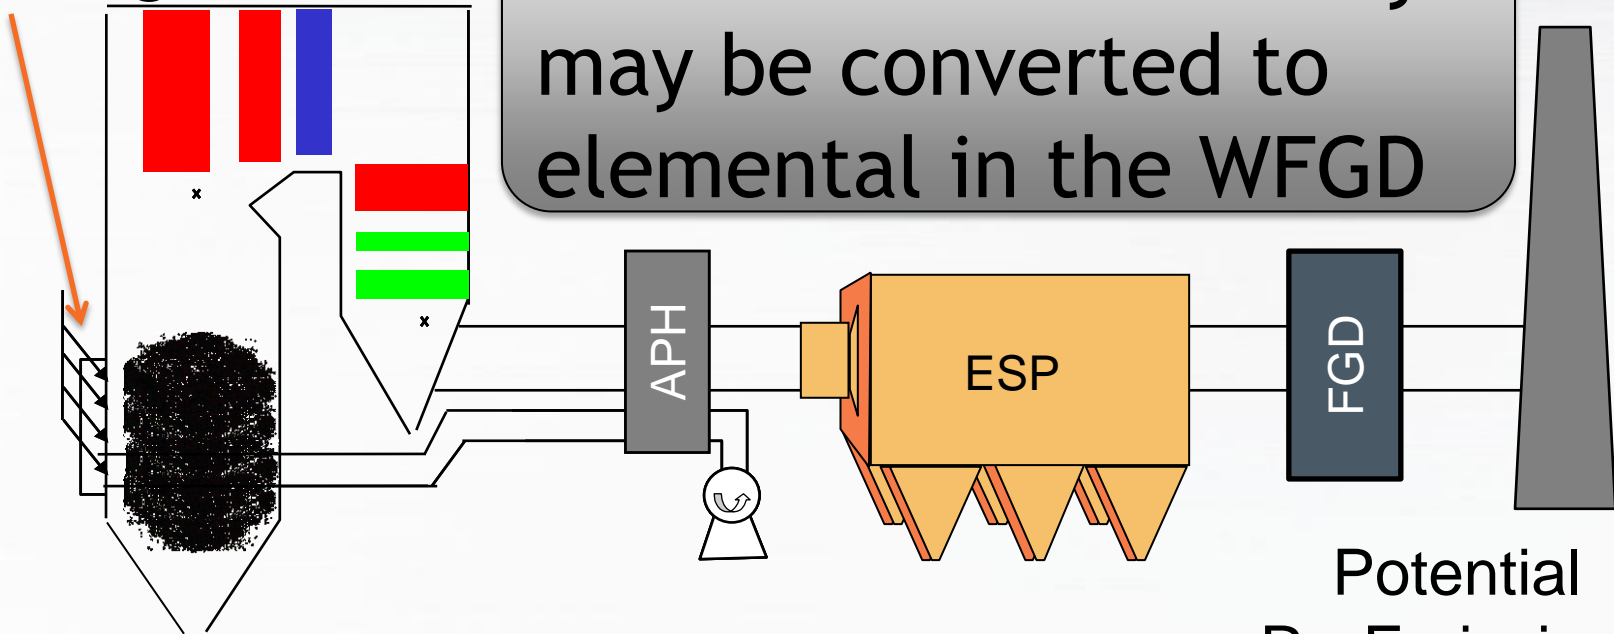 may be converted to
elemental in the WFGD
APH
ESP
FGD
Potential